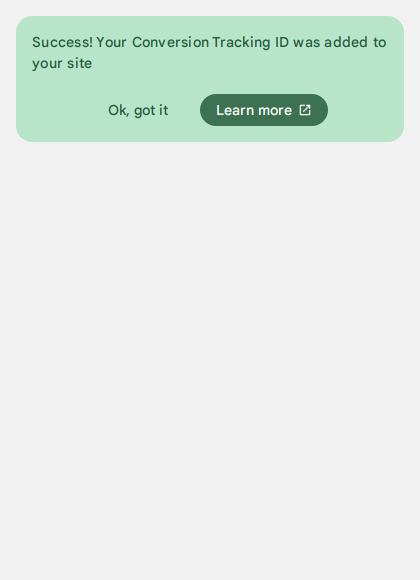 Success! Your Conversion Tracking ID was added to
your site
Ok, got it
Learn more